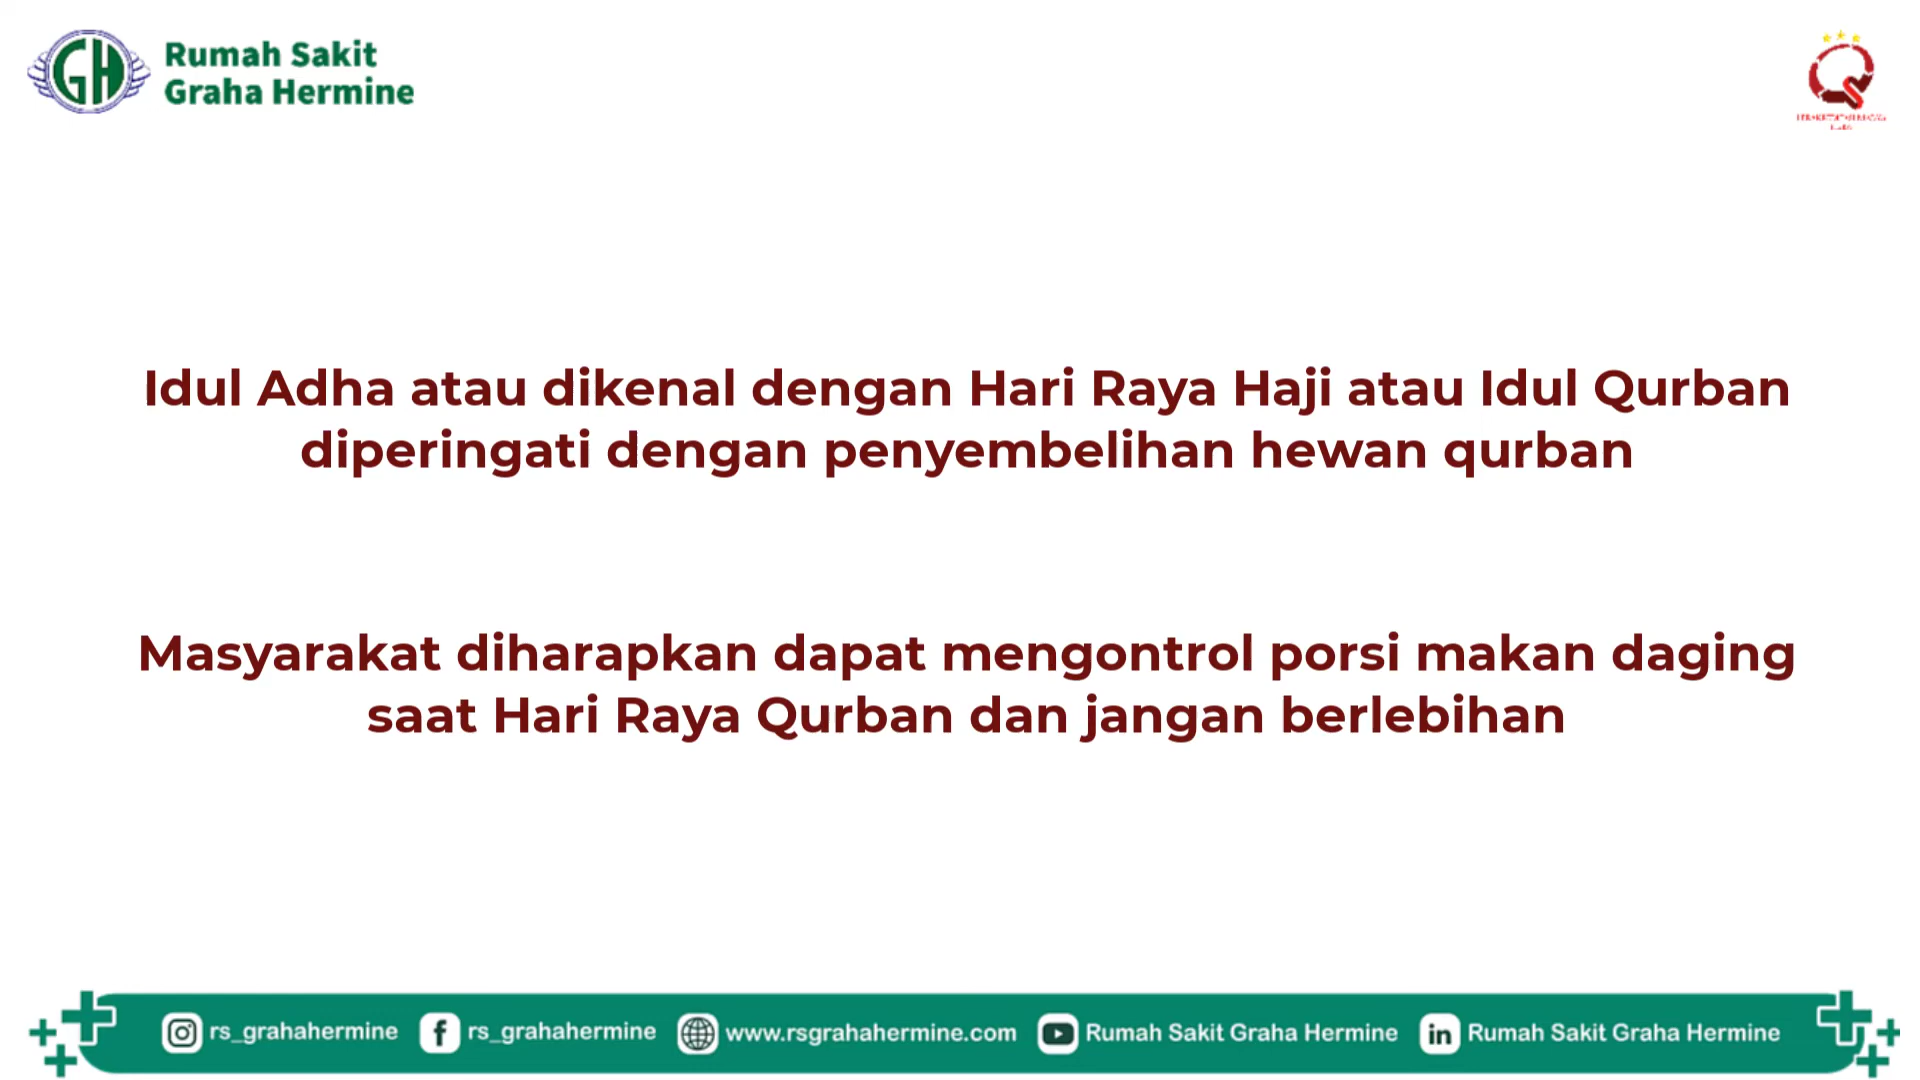 GH
Rumah Sakit
Graha Hermine
Idul Adha atau dikenal dengan Hari Raya Haji atau Idul Qurban
diperingati dengan penyembelihan hewan qurban
Masyarakat diharapkan dapat mengontrol porsi makan daging
saat Hari Raya Qurban dan jangan berlebihan
rs_grahahermine rs_grahahermine www.rsgrahahermine.com Rumah Sakit Graha Hermine in Rumah Sakit Graha Hermine